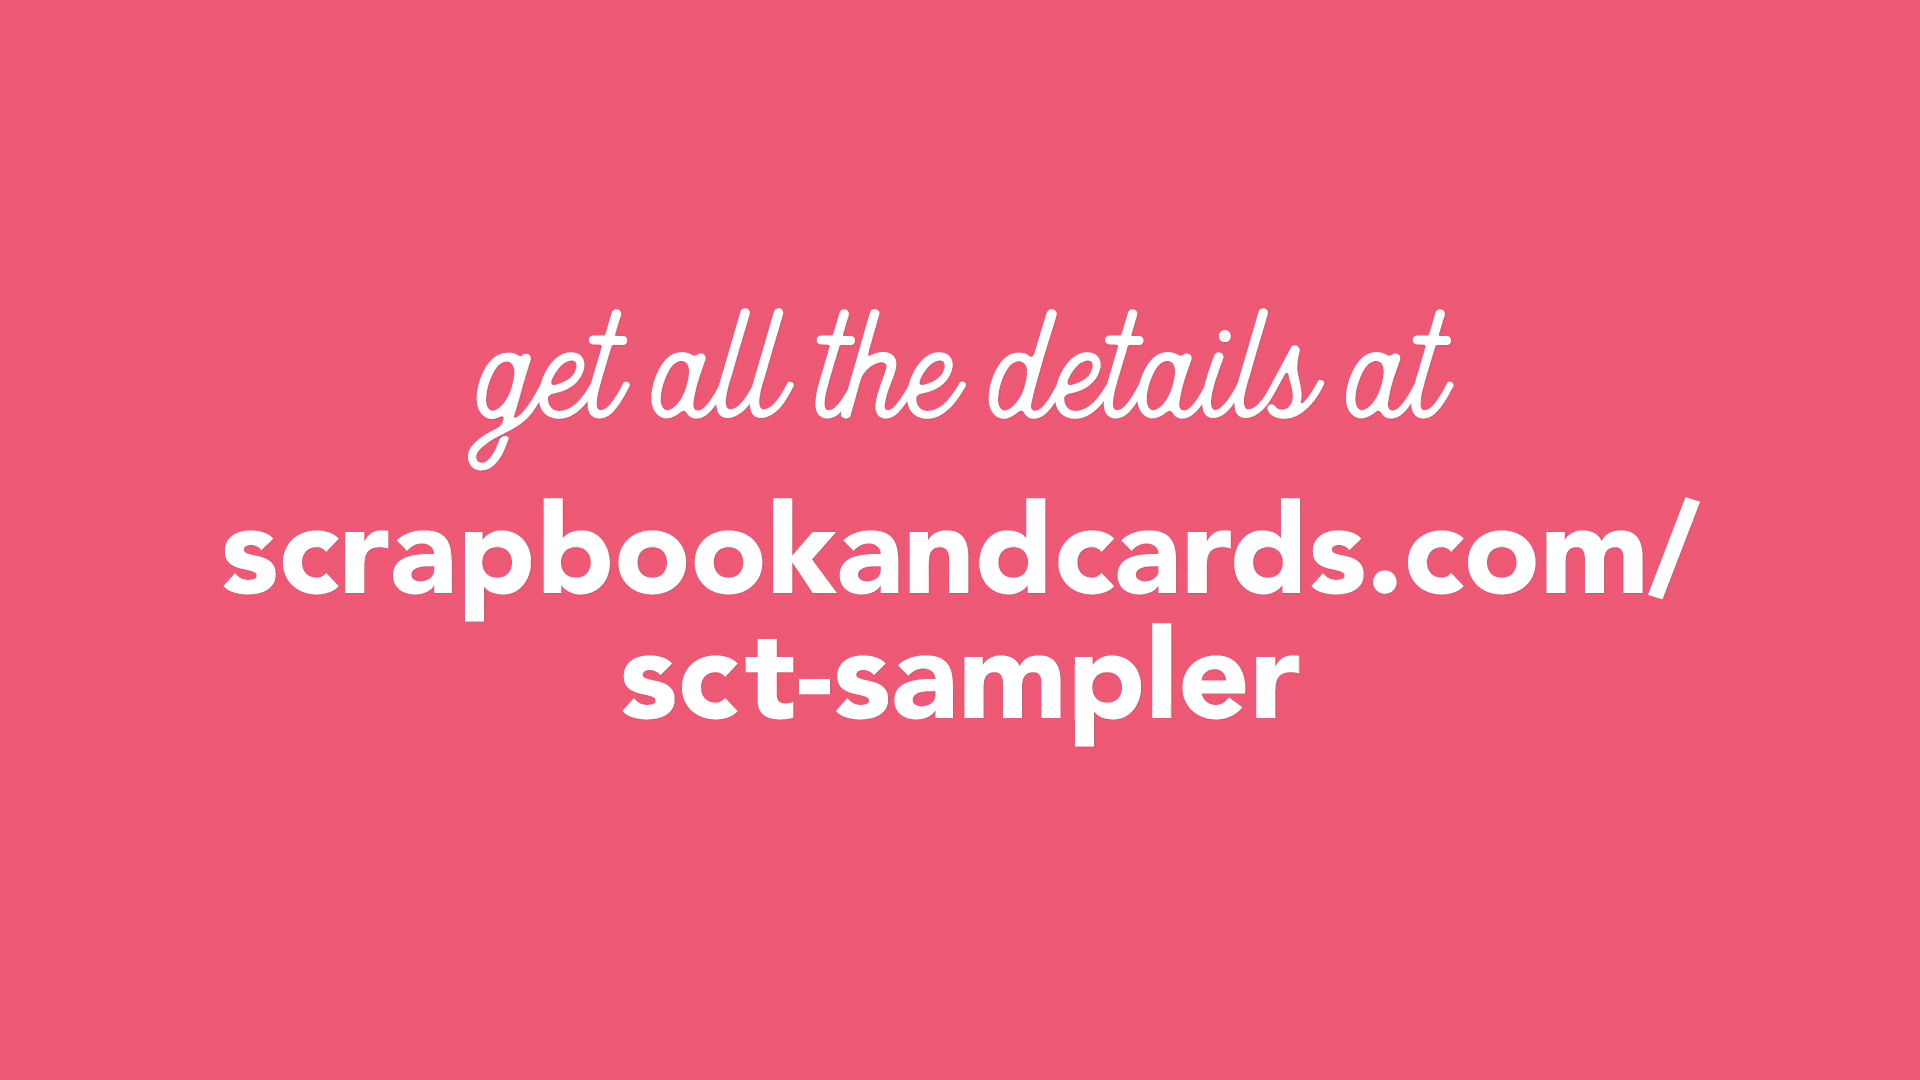 get all the details at
scrapbookandcards.com/
sct-sampler